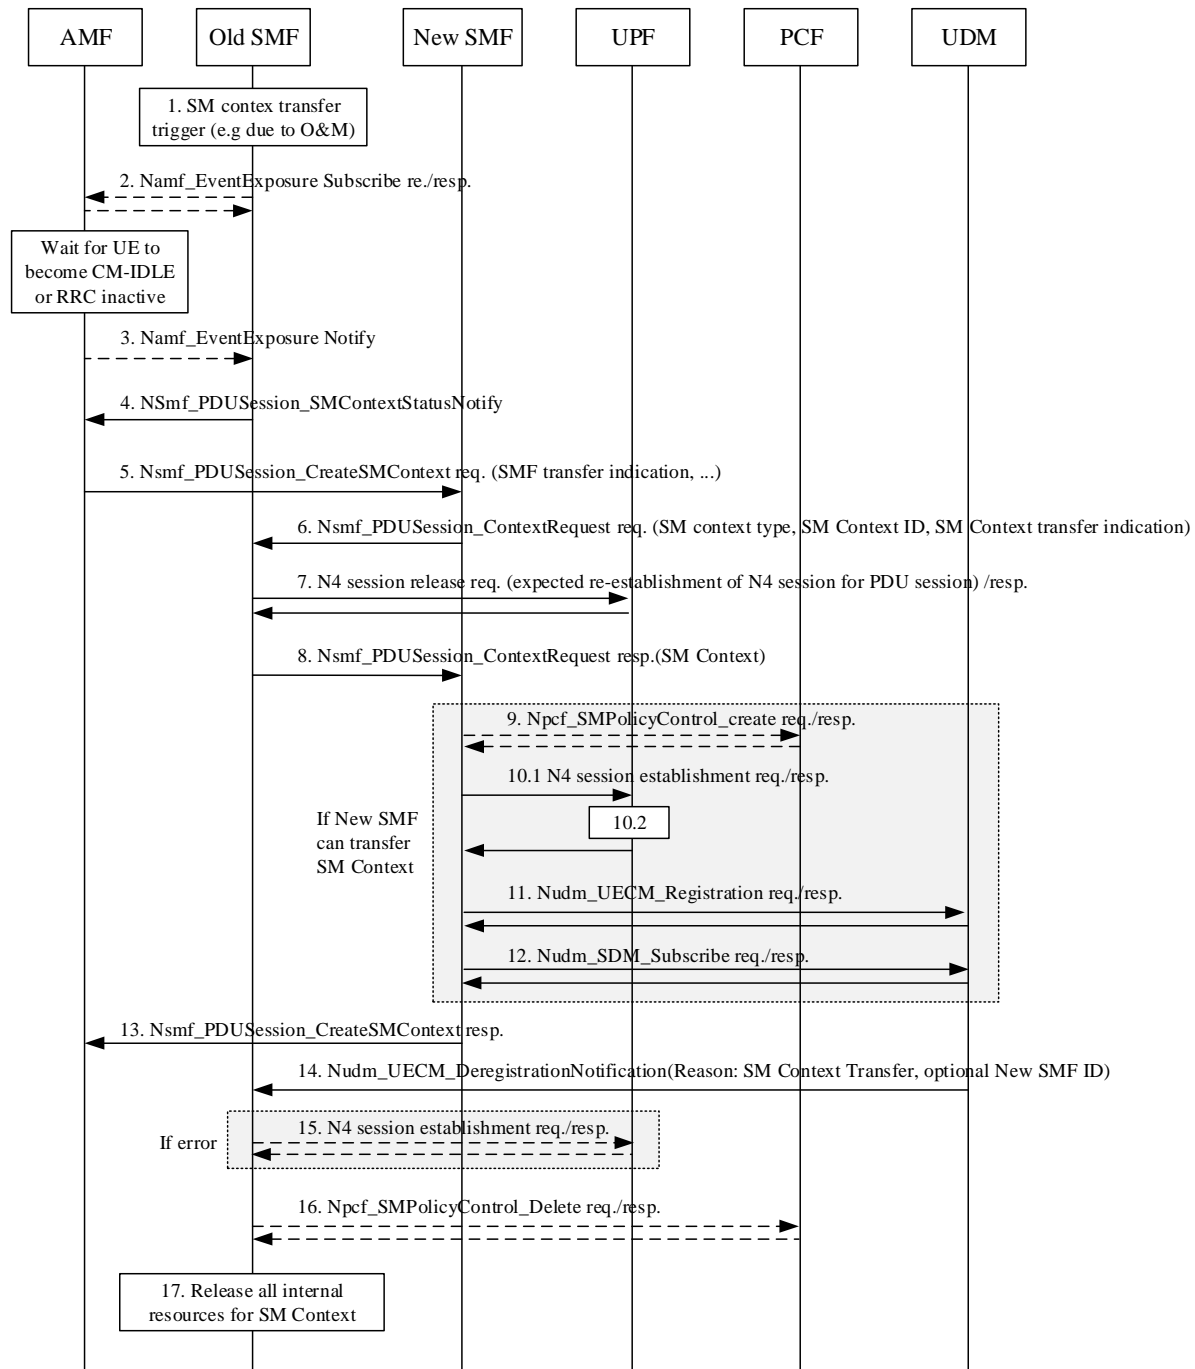 AMF
Old SMF
New SMF
UPF
PCF
UDM
1. SM contex transfer
trigger (e.g due to O&M)
2. Namf_EventExposure Subscribe re./resp.
Wait for UE to
become CM-IDLE
or RRC inactive
3. Namf_EventExposure Notify
4. NSmf_PDUSession_SMContextStatusNotify
5. Nsmf_PDUSession_CreateSMContext req. (SMF transfer indication, ...)
6. Nsmf_PDUSession_ContextRequest req. (SM context type, SM Context ID, SM Context transfer indication)
7. N4 session release req. (expected re-establishment of N4 session for PDU session) /resp.
8. Nsmf_PDUSession_ContextRequest resp.(SM Context)
9. Npcf_SMPolicyControl_create req./resp.
10.1 N4 session establishment req./resp.
10.2
If New SMF
can transfer
SM Context
11. Nudm_UECM_Registration req./resp.
12. Nudm_SDM_Subscribe req./resp.
13. Nsmf_PDUSession_CreateSMContext resp.
14. Nudm_UECM_DeregistrationNotification(Reason: SM Context Transfer, optional New SMF ID)
15. N4 session establishment req./resp.
If error
16. Npcf_SMPolicyControl_Delete req./resp.
17. Release all internal
resources for SM Context